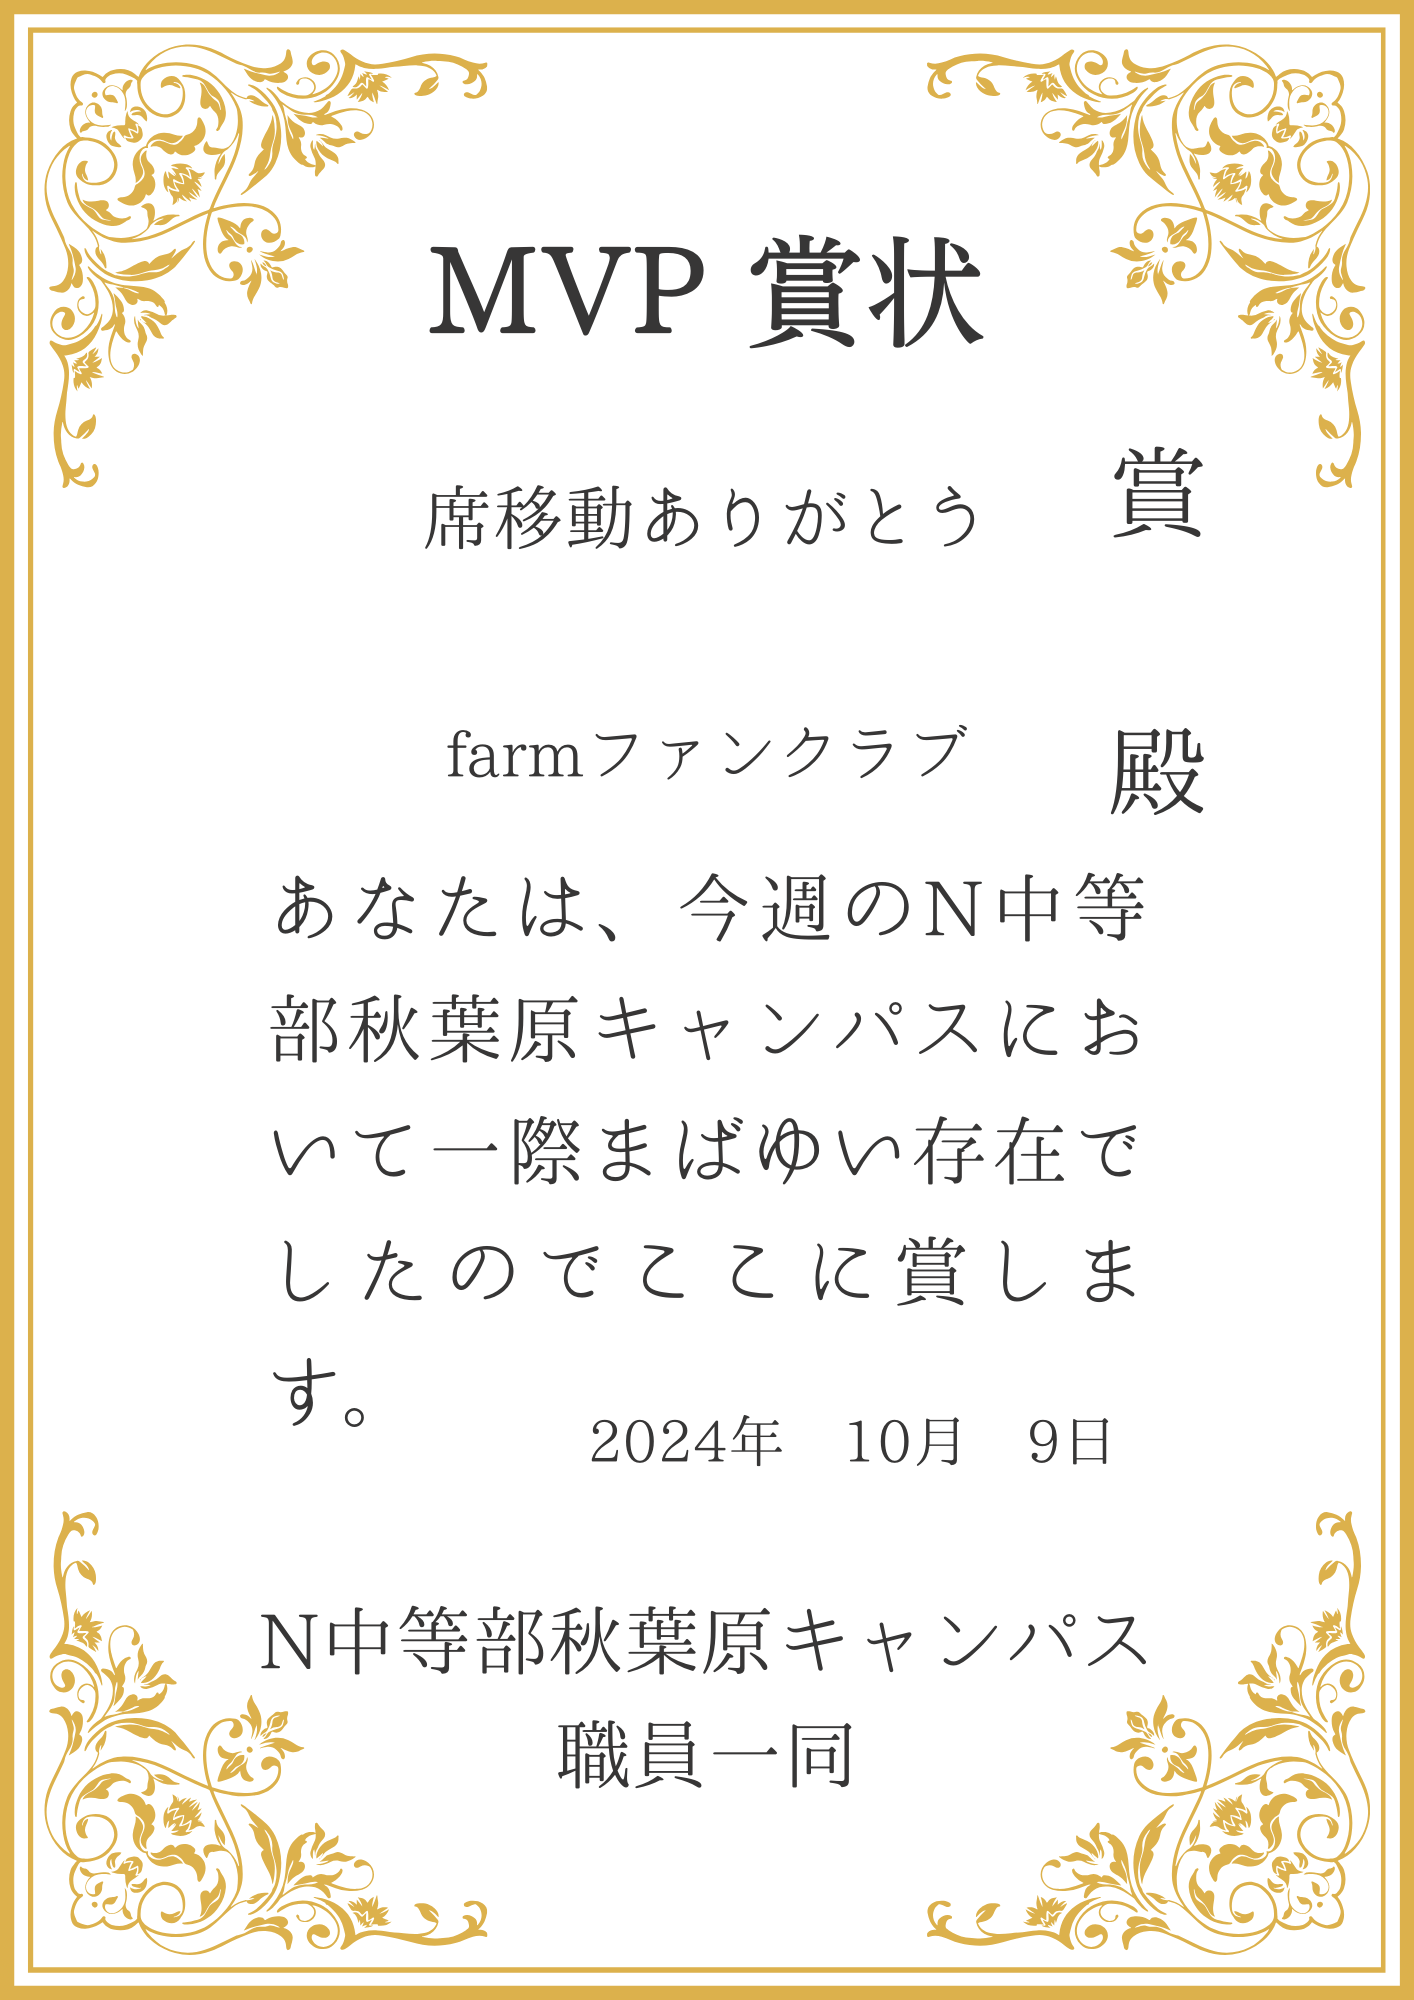 MVP 賞状
席移動ありがとう 賞
farmファンクラブ 殿
あなたは、今週のN中等
部秋葉原キャンパスにお
いて一際まばゆい存在で
したのでここに賞しま
す。
2024年　10月　9日
N中等部秋葉原キャンパス
職員一同